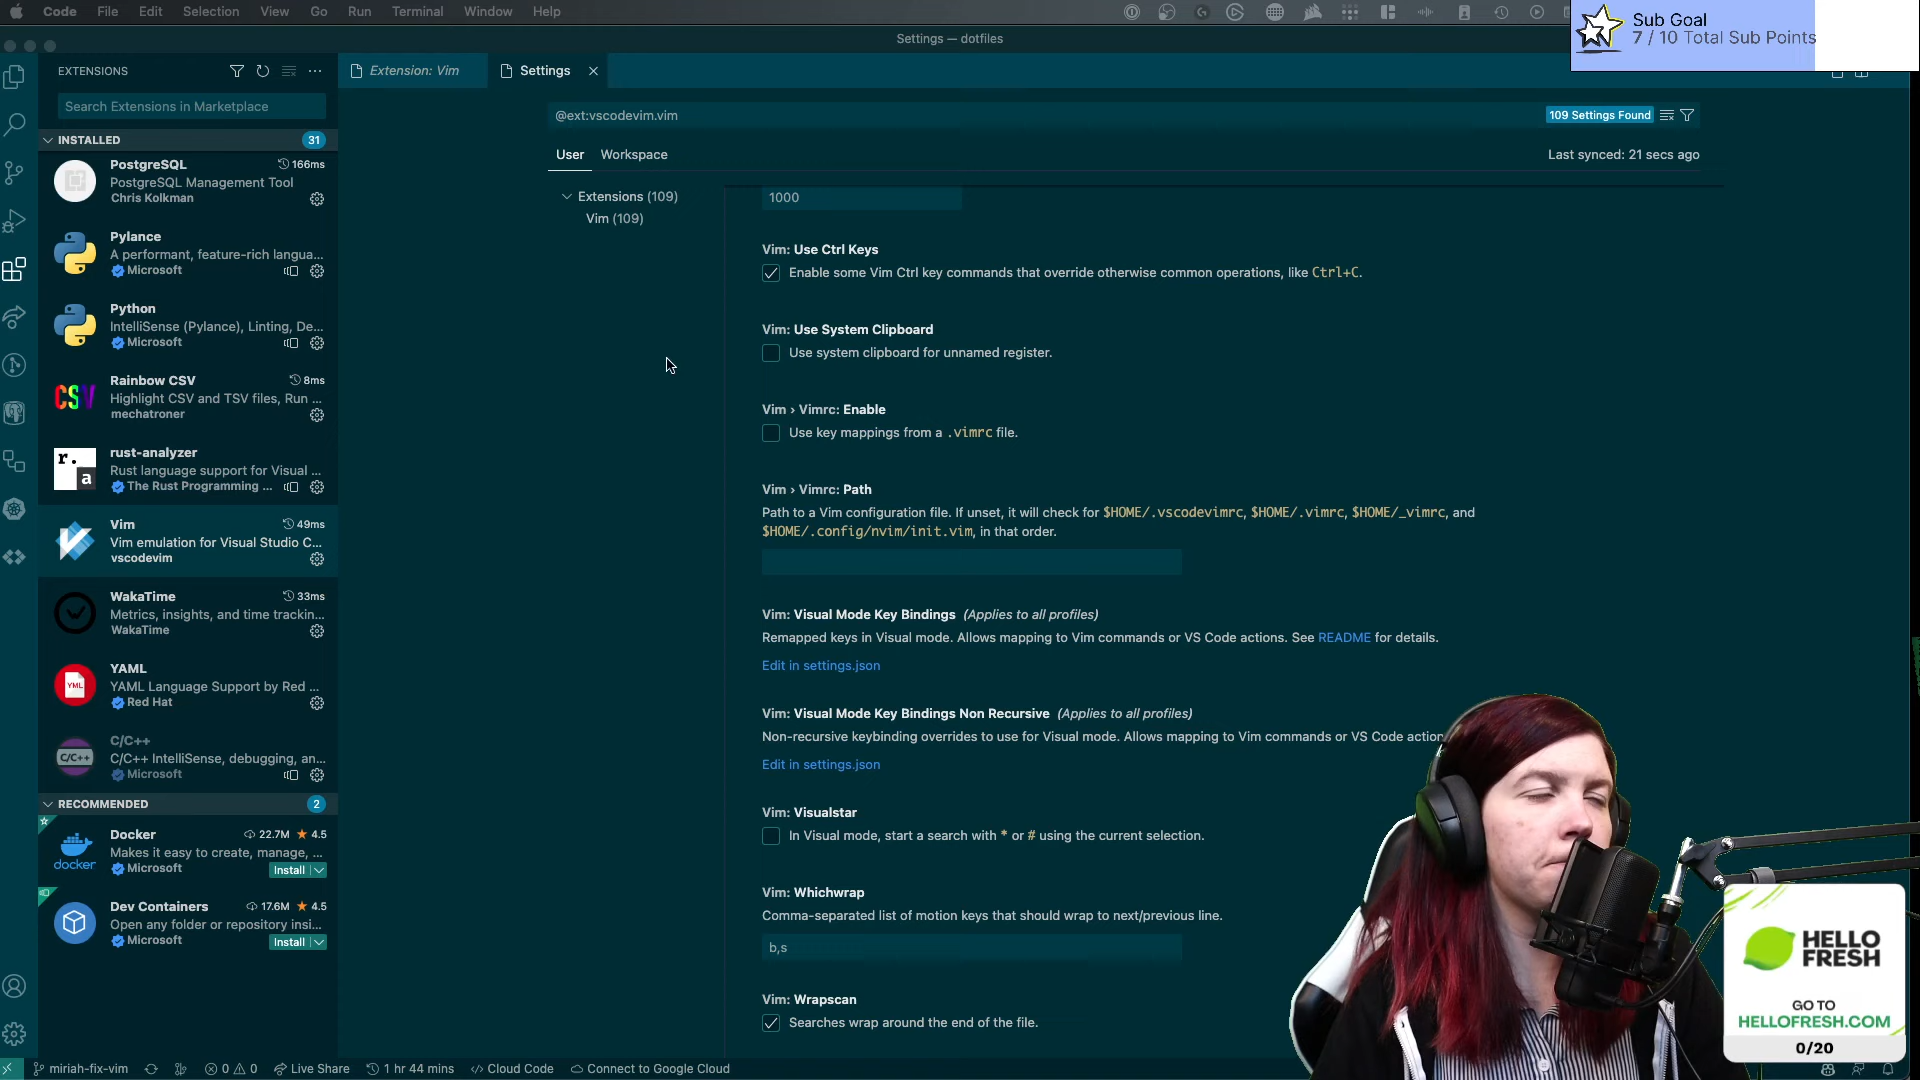 Code File Edit Selection View Go Run Terminal Window Help
Settings — dotfiles
Sub Goal
7 / 10 Total Sub Points
EXTENSIONS
Extension: Vim
Settings
Search Extensions in Marketplace
INSTALLED
31
PostgreSQL
166ms
PostgreSQL Management Tool
Chris Kolkman
Pylance
A performant, feature-rich langua...
Microsoft
Python
IntelliSense (Pylance), Linting, De...
Microsoft
CSV
Rainbow CSV
8ms
Highlight CSV and TSV files, Run ...
mechatroner
r.
a
rust-analyzer
Rust language support for Visual ...
The Rust Programming ...
Vim
49ms
Vim emulation for Visual Studio C...
vscodevim
WakaTime
33ms
Metrics, insights, and time trackin...
WakaTime
YML
YAML
YAML Language Support by Red ...
Red Hat
C/C++
C/C++
C/C++ IntelliSense, debugging, an...
Microsoft
RECOMMENDED
2
docker
Docker
22.7M ★ 4.5
Makes it easy to create, manage, ...
Microsoft
Install
Dev Containers
17.6M ★ 4.5
Open any folder or repository insi...
Microsoft
Install
@ext:vscodevim.vim
109 Settings Found
User Workspace
Last synced: 21 secs ago
Extensions (109)
Vim (109)
1000
Vim: Use Ctrl Keys
Enable some Vim Ctrl key commands that override otherwise common operations, like Ctrl+C.
Vim: Use System Clipboard
Use system clipboard for unnamed register.
Vim › Vimrc: Enable
Use key mappings from a .vimrc file.
Vim › Vimrc: Path
Path to a Vim configuration file. If unset, it will check for $HOME/.vscodevimrc, $HOME/.vimrc, $HOME/_vimrc, and
$HOME/.config/nvim/init.vim, in that order.
Vim: Visual Mode Key Bindings (Applies to all profiles)
Remapped keys in Visual mode. Allows mapping to Vim commands or VS Code actions. See README for details.
Edit in settings.json
Vim: Visual Mode Key Bindings Non Recursive (Applies to all profiles)
Non-recursive keybinding overrides to use for Visual mode. Allows mapping to Vim commands or VS Code action
Edit in settings.json
Vim: Visualstar
In Visual mode, start a search with * or # using the current selection.
Vim: Whichwrap
Comma-separated list of motion keys that should wrap to next/previous line.
b,s
Vim: Wrapscan
Searches wrap around the end of the file.
HELLO
FRESH
GO TO
HELLOFRESH.COM
0/20
miriah-fix-vim
0 0
Live Share
1 hr 44 mins
Cloud Code
Connect to Google Cloud